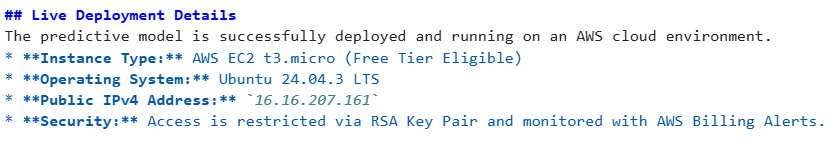 ## Live Deployment Details
The predictive model is successfully deployed and running on an AWS cloud environment.
* **Instance Type:** AWS EC2 t3.micro (Free Tier Eligible)
* **Operating System:** Ubuntu 24.04.3 LTS
* **Public IPv4 Address:** `16.16.207.161`
* **Security:** Access is restricted via RSA Key Pair and monitored with AWS Billing Alerts.